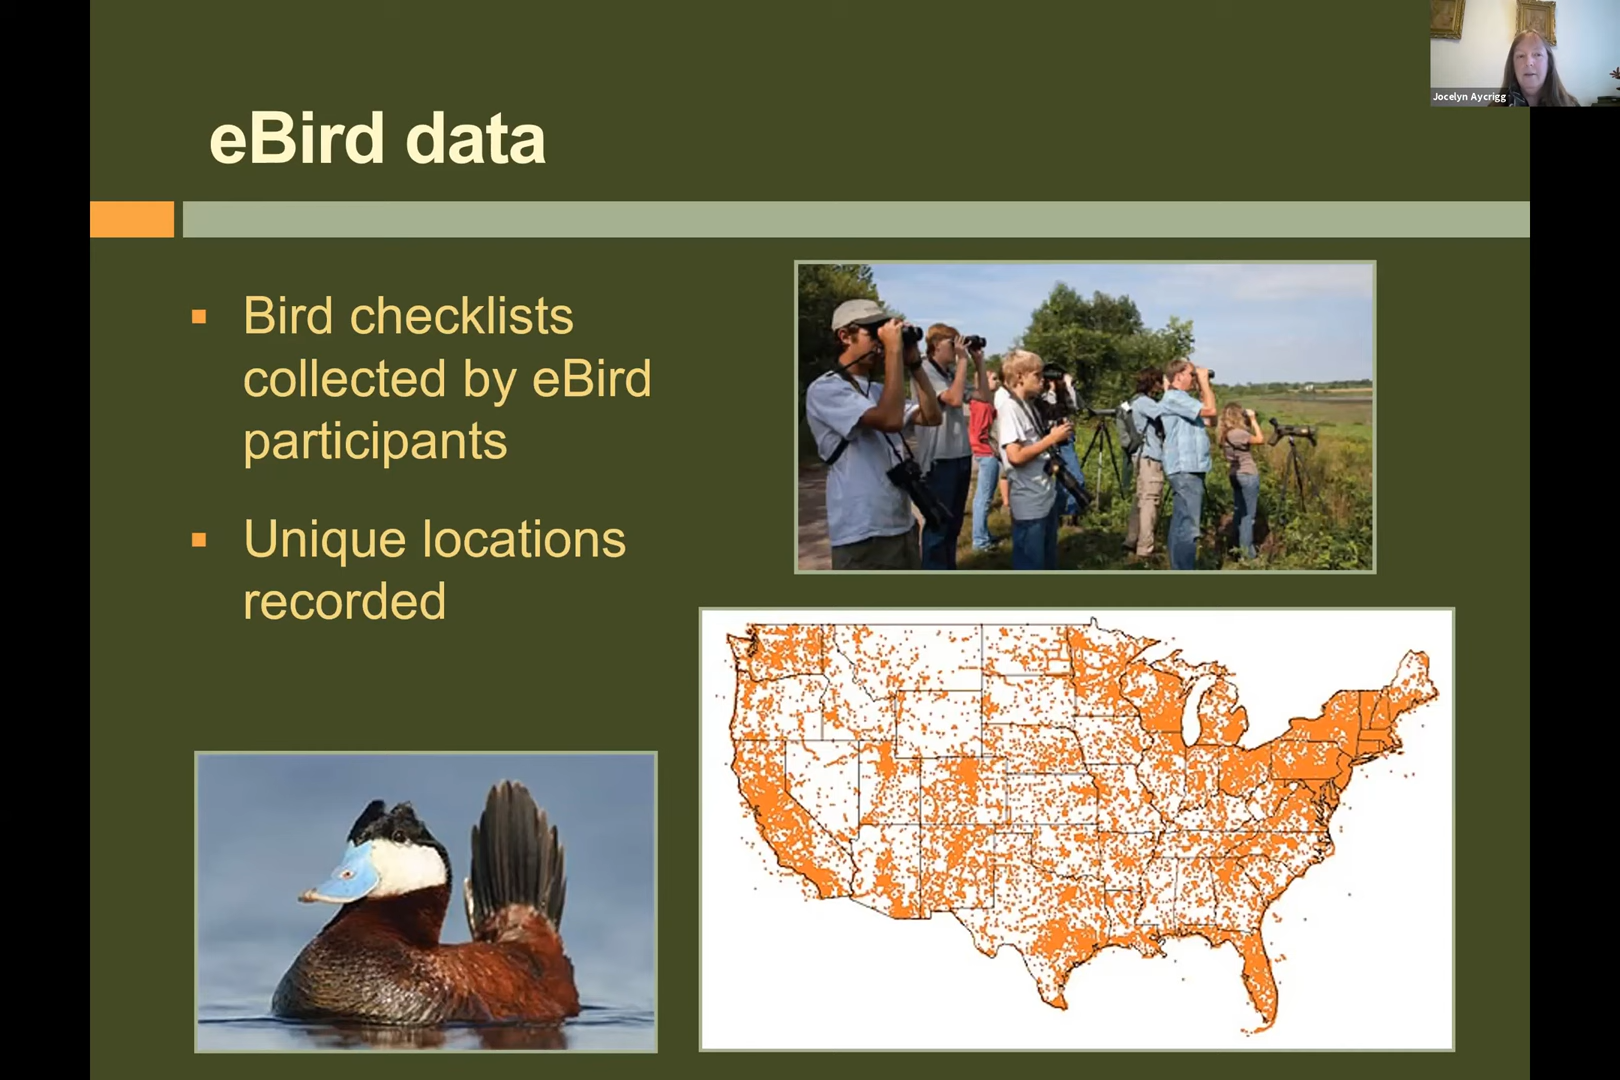 Jocelyn Aycrigg
eBird data
Bird checklists
collected by eBird
participants
Unique locations
recorded